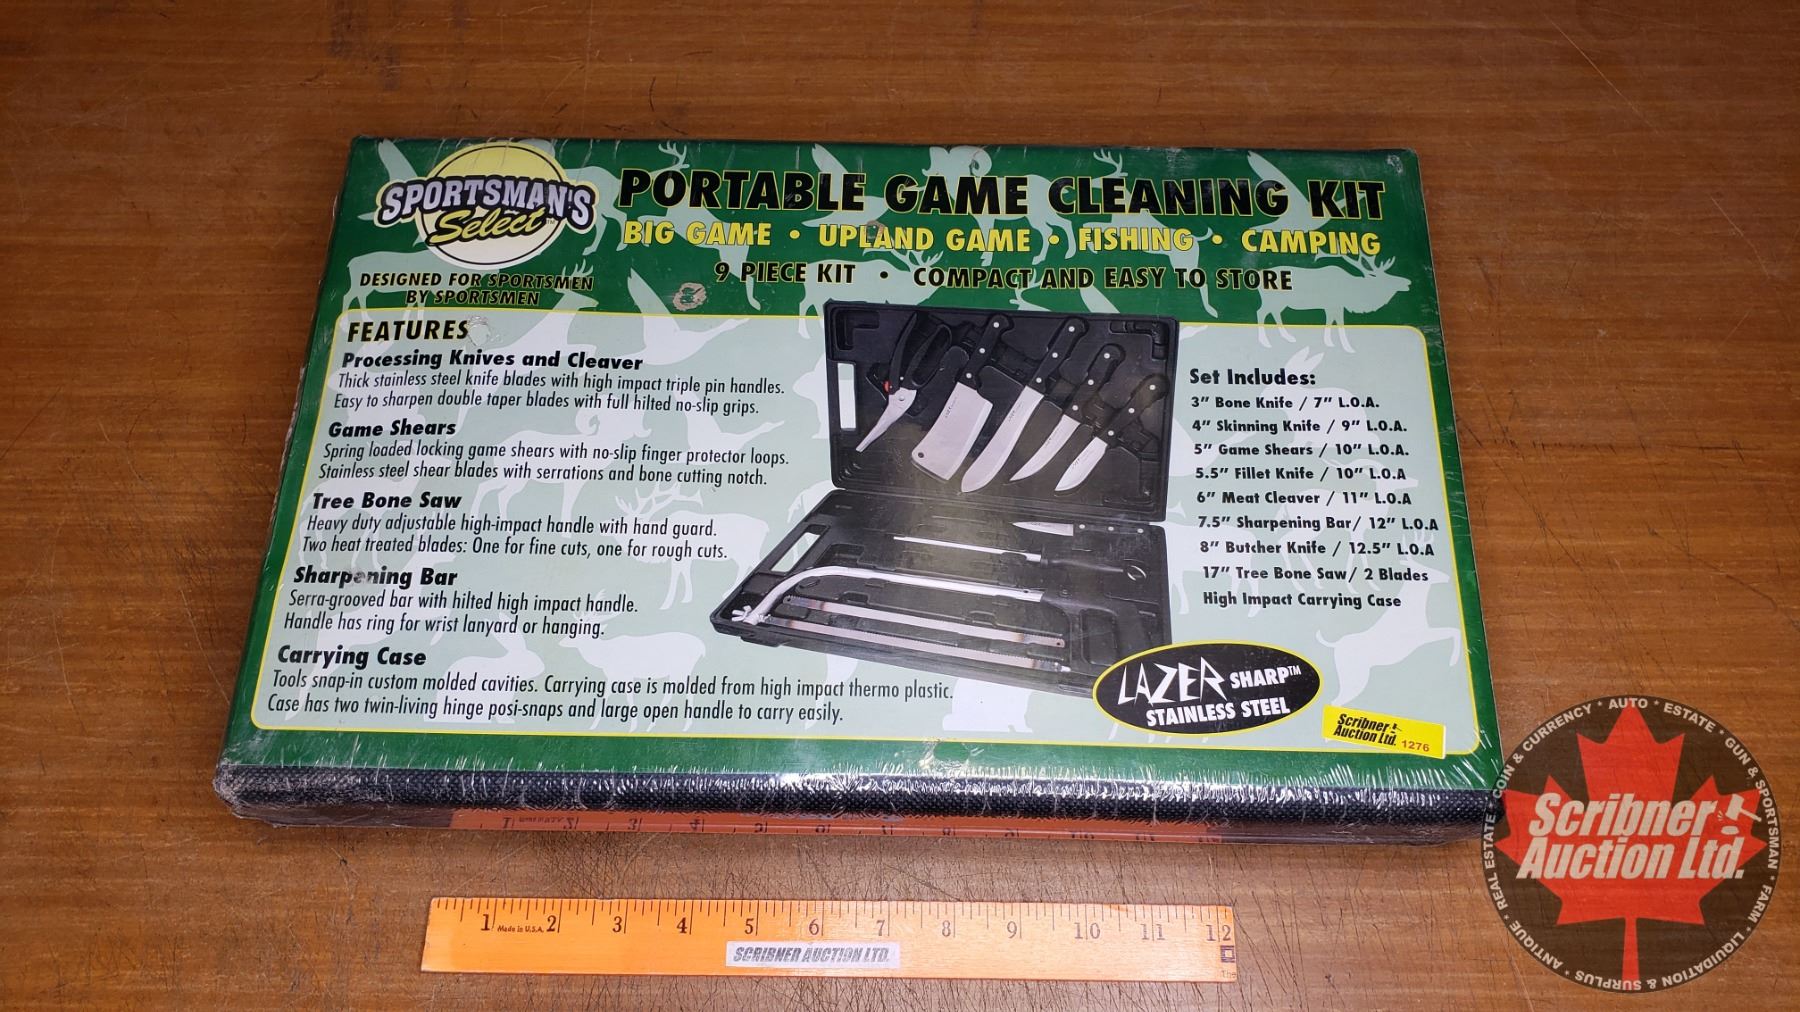 SPORTSMAN'S
Select™
DESIGNED FOR SPORTSMEN
BY SPORTSMEN
PORTABLE GAME CLEANING KIT
BIG GAME • UPLAND GAME • FISHING • CAMPING
9 PIECE KIT • COMPACT AND EASY TO STORE
FEATURES
Processing Knives and Cleaver
Thick stainless steel knife blades with high impact triple pin handles.
Easy to sharpen double taper blades with full hilted no-slip grips.
Game Shears
Spring loaded locking game shears with no-slip finger protector loops.
Stainless steel shear blades with serrations and bone cutting notch.
Tree Bone Saw
Heavy duty adjustable high-impact handle with hand guard.
Two heat treated blades: One for fine cuts, one for rough cuts.
Sharpening Bar
Serra-grooved bar with hilted high impact handle.
Handle has ring for wrist lanyard or hanging.
Carrying Case
Tools snap-in custom molded cavities. Carrying case is molded from high impact thermo plastic.
Case has two twin-living hinge posi-snaps and large open handle to carry easily.
Set Includes:
3" Bone Knife / 7" L.O.A.
4" Skinning Knife / 9" L.O.A.
5" Game Shears / 10" L.O.A.
5.5" Fillet Knife / 10" L.O.A
6" Meat Cleaver / 11" L.O.A
7.5" Sharpening Bar/ 12" L.O.A
8" Butcher Knife / 12.5" L.O.A
17" Tree Bone Saw/ 2 Blades
High Impact Carrying Case
LAZER SHARP™
STAINLESS STEEL
Scribner
Auction Ltd. 1276
1 2 3 4 5 6 7 8 9 10 11 12
Made in U.S.A.
SCRIBNER AUCTION LTD.
The
COIN & CURRENCY * AUTO * ESTATE * GUN & SPORTSMAN * FARM * LIQUIDATION & SURPLUS * ANTIQUE * REAL ESTATE
Scribner
Auction Ltd.